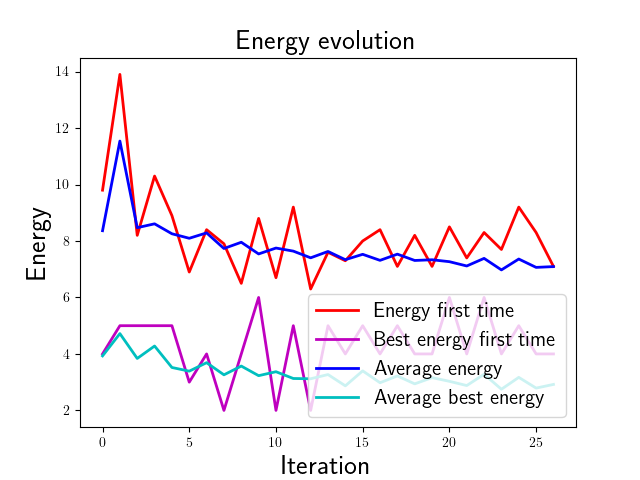 Energy evolution
14
12
10
8
6
4
2
Energy
Energy first time
Best energy first time
Average energy
Average best energy
0 5 10 15 20 25
Iteration